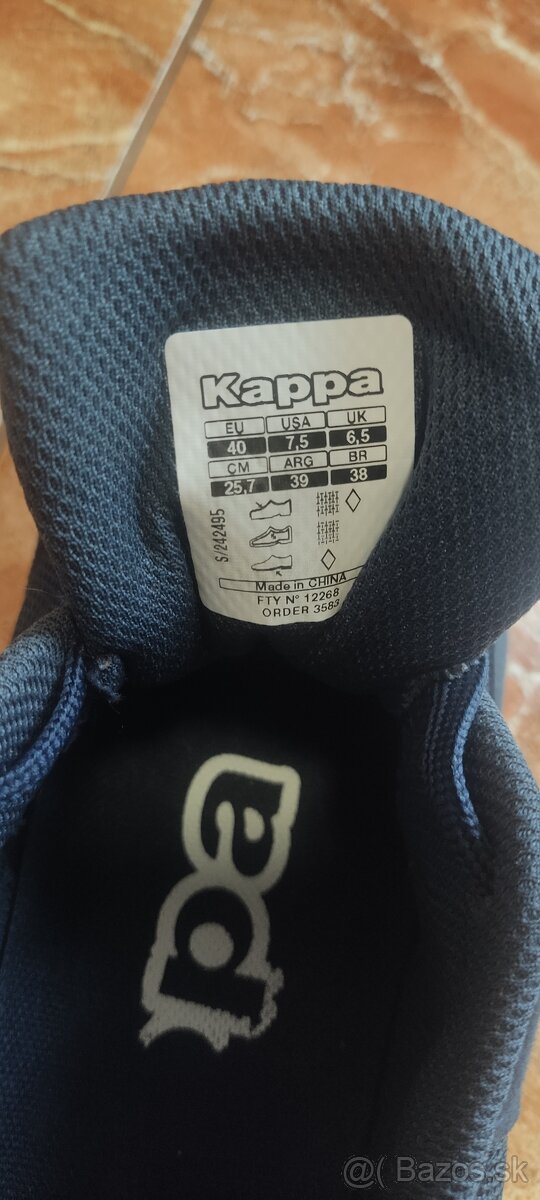 Kappa
EU USA UK
40 7,5 6,5
CM ARG BR
25,7 39 38
S/242495
Made in CHINA
FTY N° 12268
ORDER 3583
pa
@( Bazos.sk